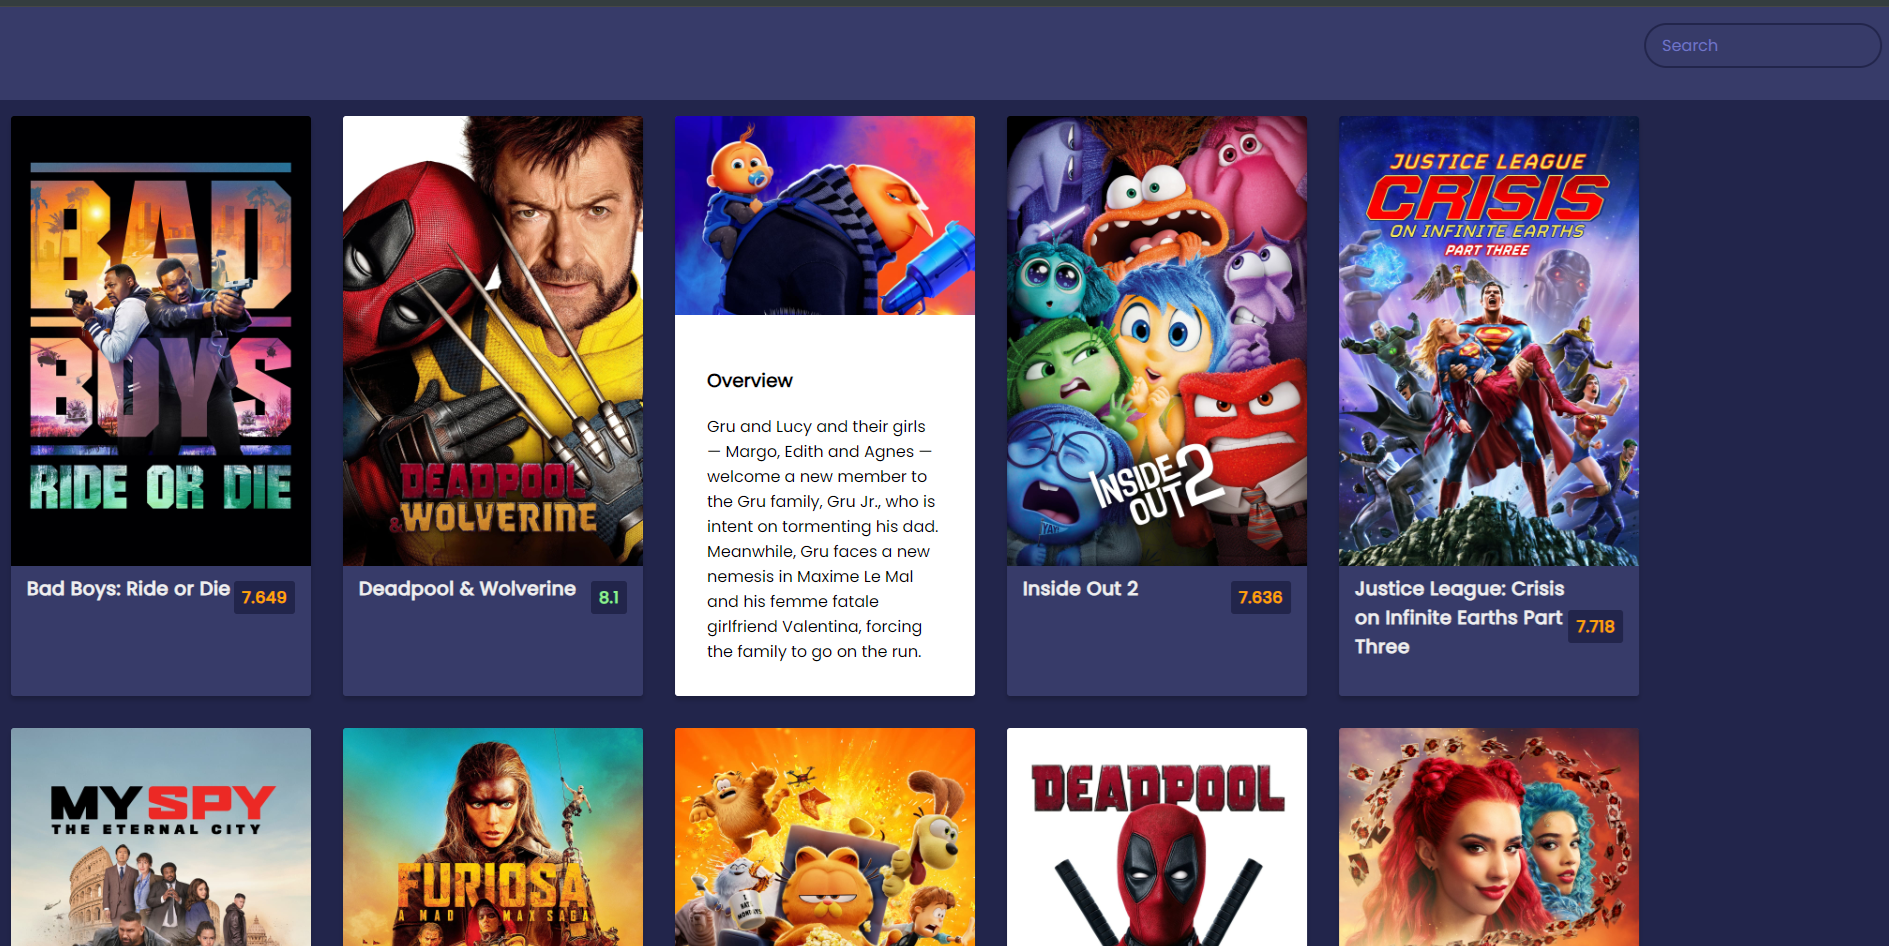 Search
BAD
BOYS
RIDE OR DIE
Bad Boys: Ride or Die
7.649
DEADPOOL
&WOLVERINE
Deadpool & Wolverine
8.1
Overview
Gru and Lucy and their girls
— Margo, Edith and Agnes —
welcome a new member to
the Gru family, Gru Jr., who is
intent on tormenting his dad.
Meanwhile, Gru faces a new
nemesis in Maxime Le Mal
and his femme fatale
girlfriend Valentina, forcing
the family to go on the run.
INSIDE
OUT 2
Inside Out 2
7.636
JUSTICE LEAGUE
CRISIS
ON INFINITE EARTHS
PART THREE
Justice League: Crisis
on Infinite Earths Part
Three
7.718
MY SPY
THE ETERNAL CITY
FURIOSA
A MAD MAX SAGA
DEADPOOL